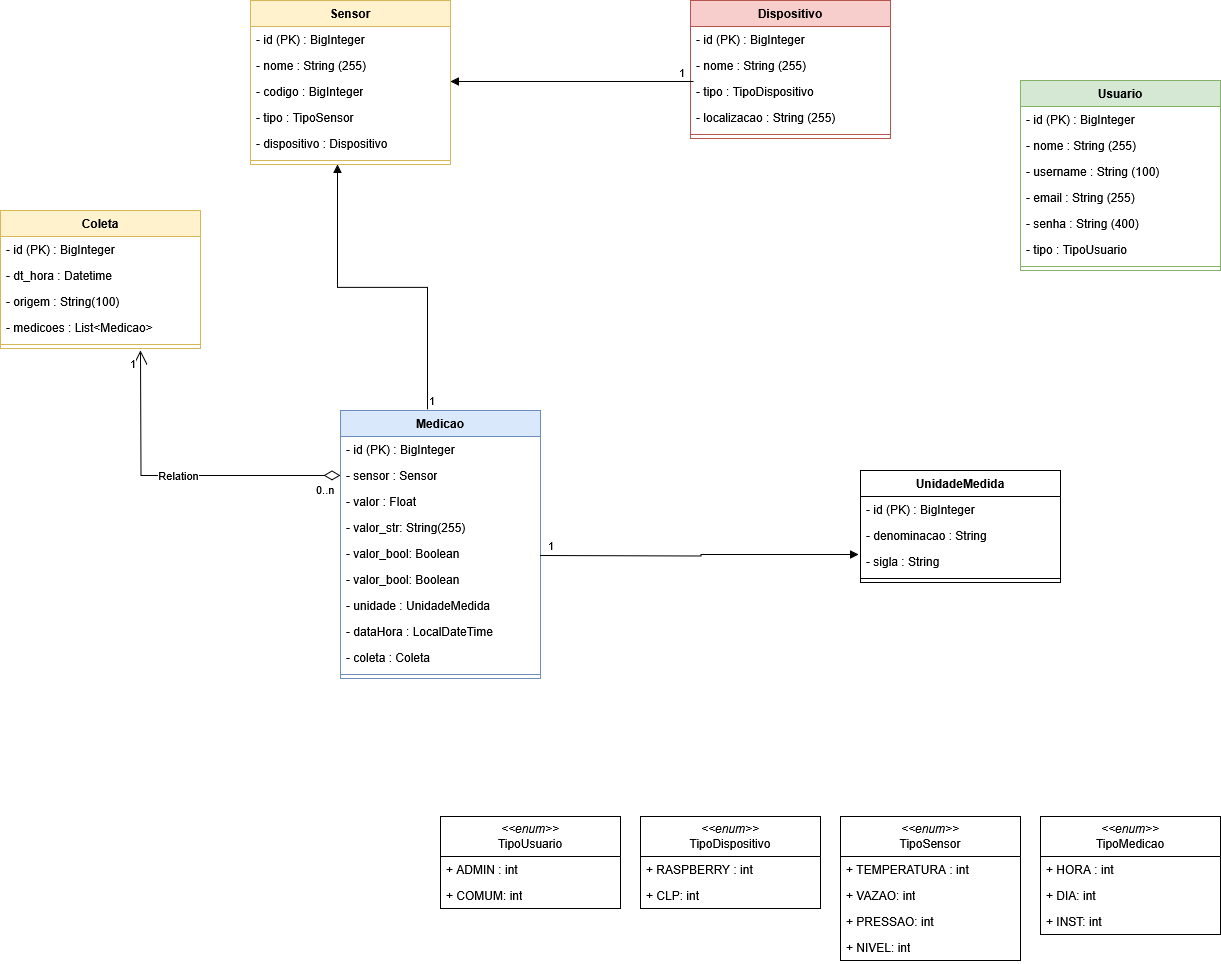 Sensor
- id (PK) : BigInteger
- nome : String (255)
- codigo : BigInteger
- tipo : TipoSensor
- dispositivo : Dispositivo
Dispositivo
- id (PK) : BigInteger
- nome : String (255)
- tipo : TipoDispositivo
- localizacao : String (255)
1
Usuario
- id (PK) : BigInteger
- nome : String (255)
- username : String (100)
- email : String (255)
- senha : String (400)
- tipo : TipoUsuario
Coleta
- id (PK) : BigInteger
- dt_hora : Datetime
- origem : String(100)
- medicoes : List<Medicao>
1
Relation
0..n
1
Medicao
- id (PK) : BigInteger
- sensor : Sensor
- valor : Float
- valor_str: String(255)
- valor_bool: Boolean
- valor_bool: Boolean
- unidade : UnidadeMedida
- dataHora : LocalDateTime
- coleta : Coleta
1
UnidadeMedida
- id (PK) : BigInteger
- denominacao : String
- sigla : String
<<enum>>
TipoUsuario
+ ADMIN : int
+ COMUM: int
<<enum>>
TipoDispositivo
+ RASPBERRY : int
+ CLP: int
<<enum>>
TipoSensor
+ TEMPERATURA : int
+ VAZAO: int
+ PRESSAO: int
+ NIVEL: int
<<enum>>
TipoMedicao
+ HORA : int
+ DIA: int
+ INST: int